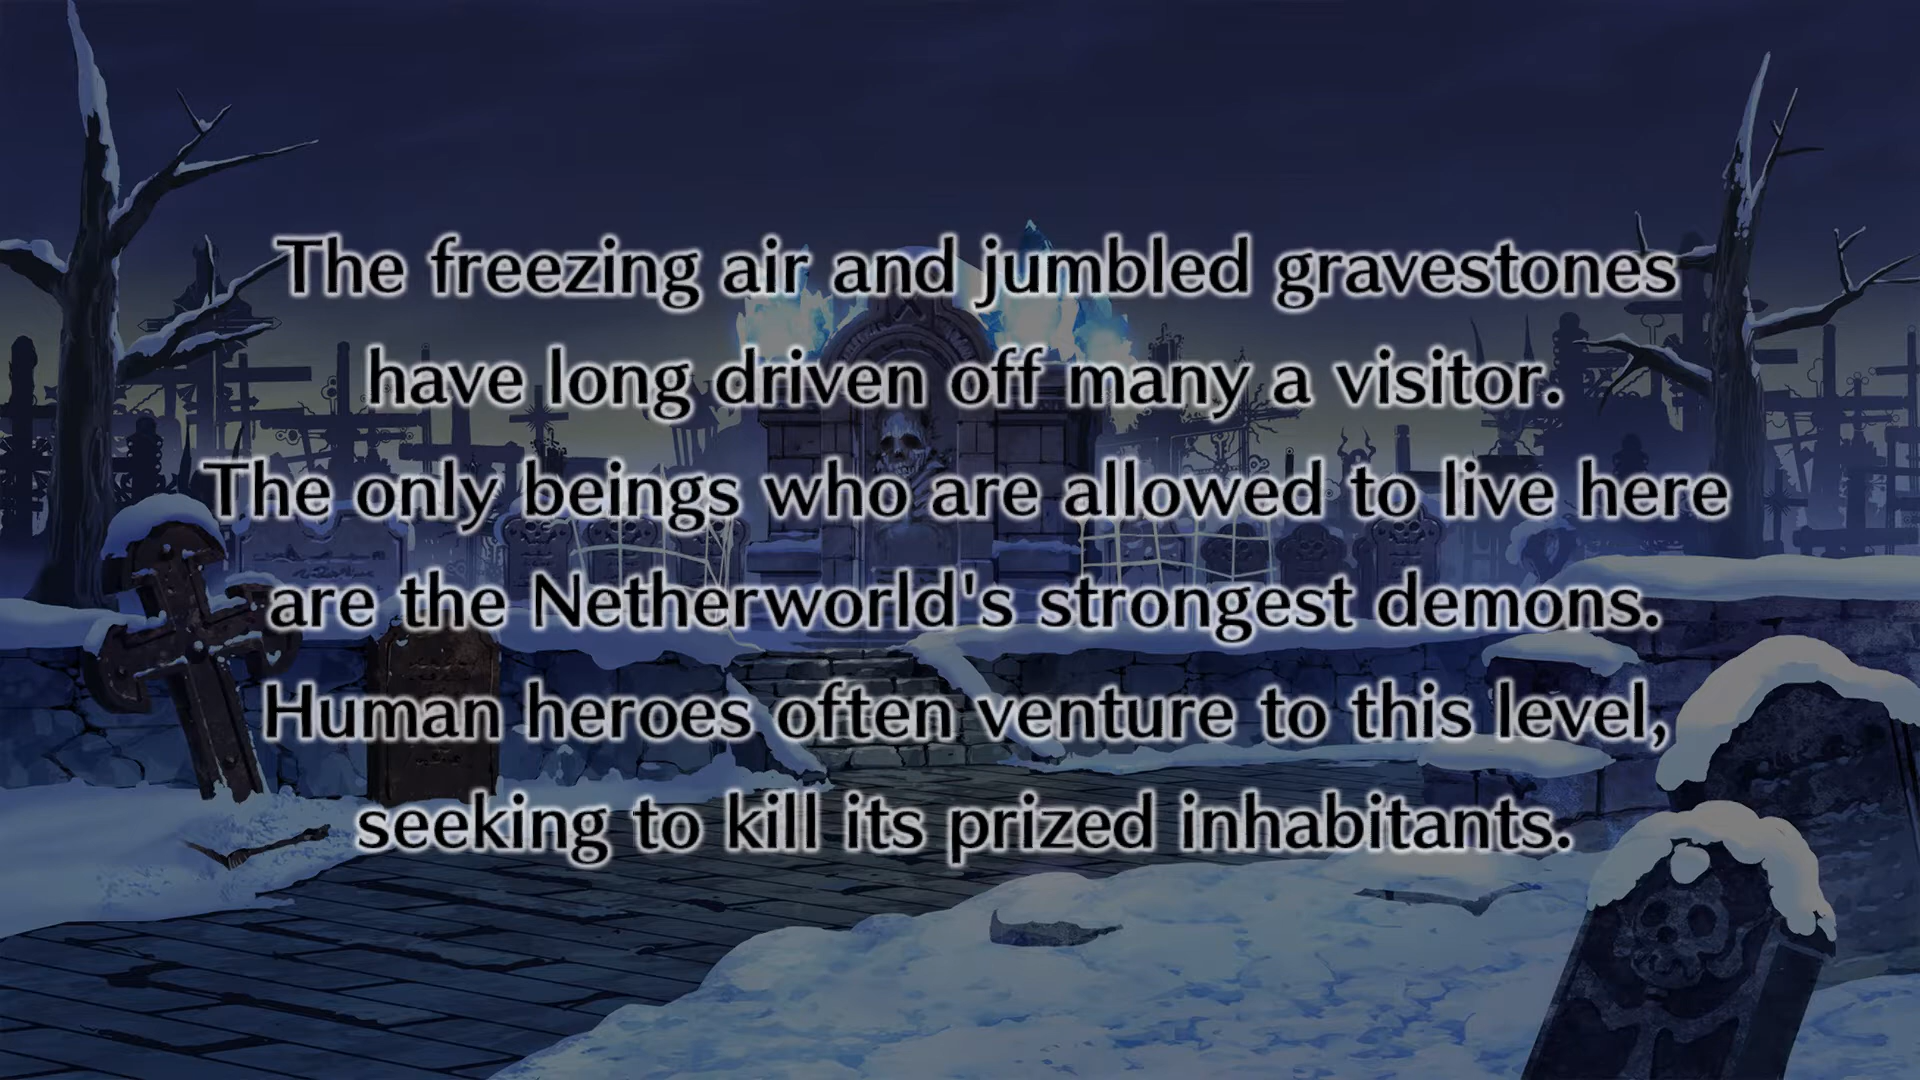 The freezing air and jumbled gravestones
have long driven off many a visitor.
The only beings who are allowed to live here
are the Netherworld's strongest demons.
Human heroes often venture to this level,
seeking to kill its prized inhabitants.